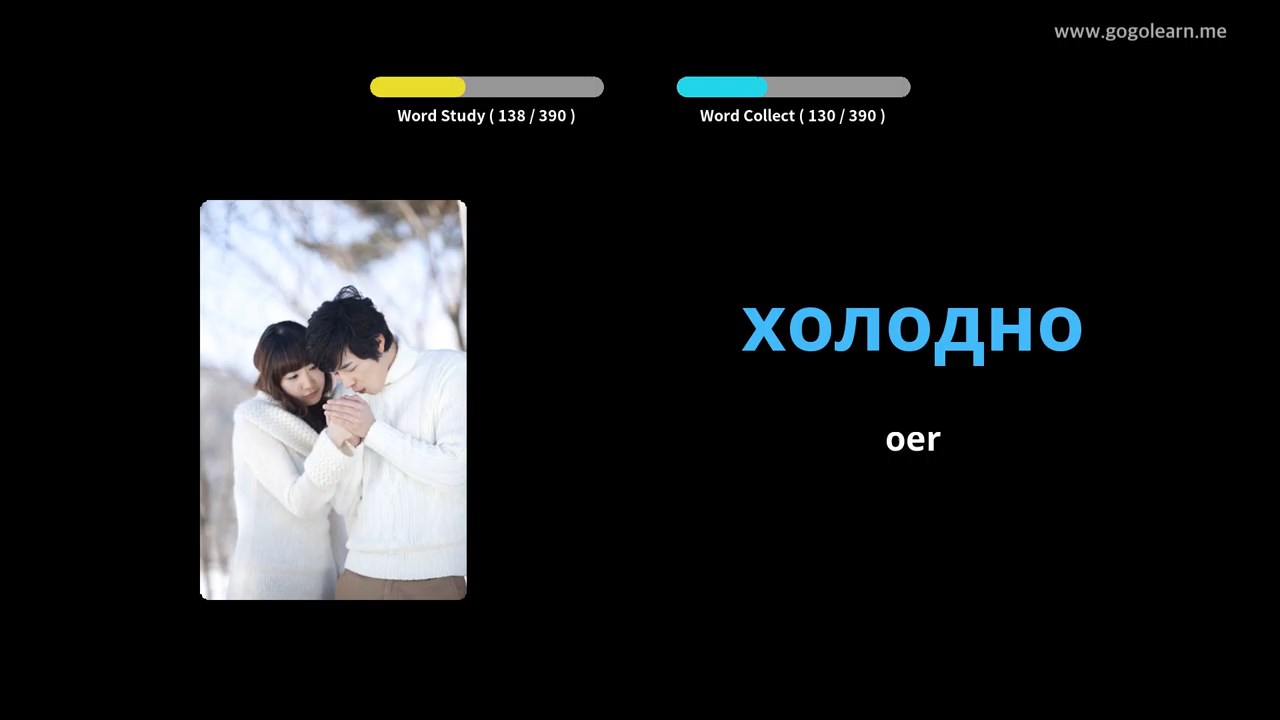 www.gogolearn.me
Word Study ( 138 / 390 )
Word Collect ( 130 / 390 )
холодно
oer